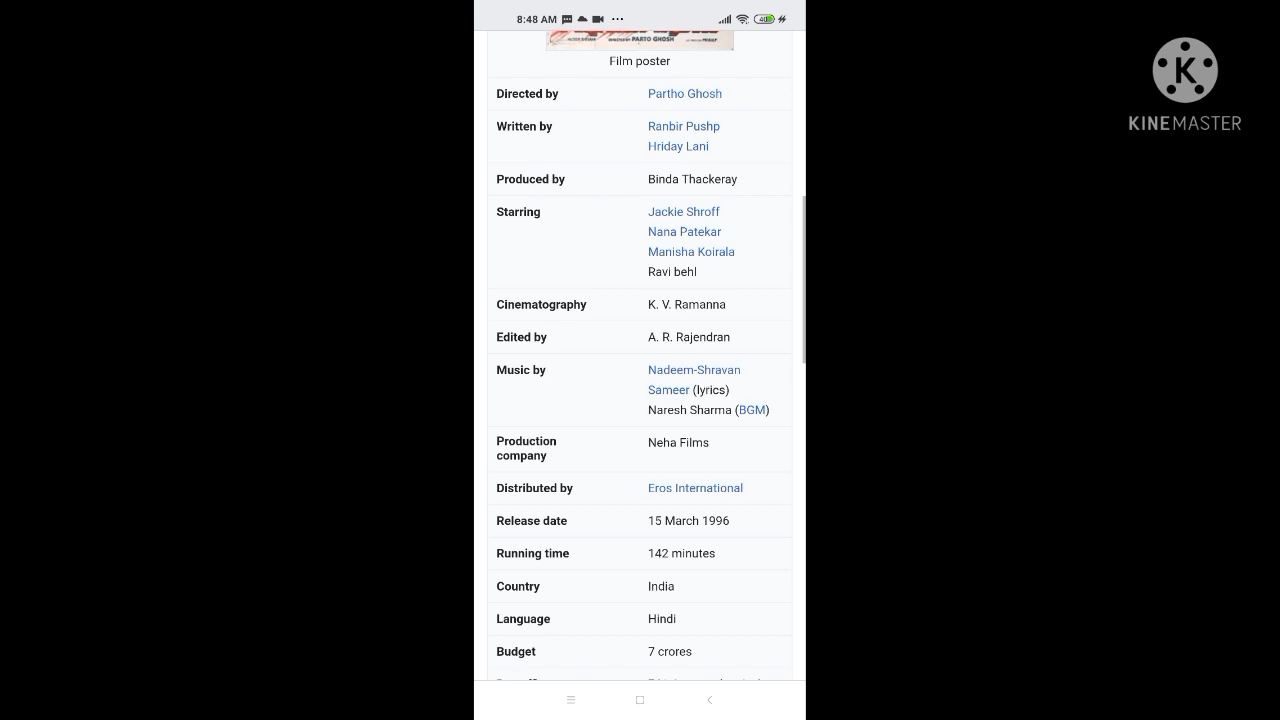 8:48 AM
40
PARTO GHOSH
Film poster
Directed by Partho Ghosh
Written by Ranbir Pushp
Hriday Lani
Produced by Binda Thackeray
Starring Jackie Shroff
Nana Patekar
Manisha Koirala
Ravi behl
Cinematography K. V. Ramanna
Edited by A. R. Rajendran
Music by Nadeem-Shravan
Sameer (lyrics)
Naresh Sharma (BGM)
Production Neha Films
company
Distributed by Eros International
Release date 15 March 1996
Running time 142 minutes
Country India
Language Hindi
Budget 7 crores
K
KINEMASTER